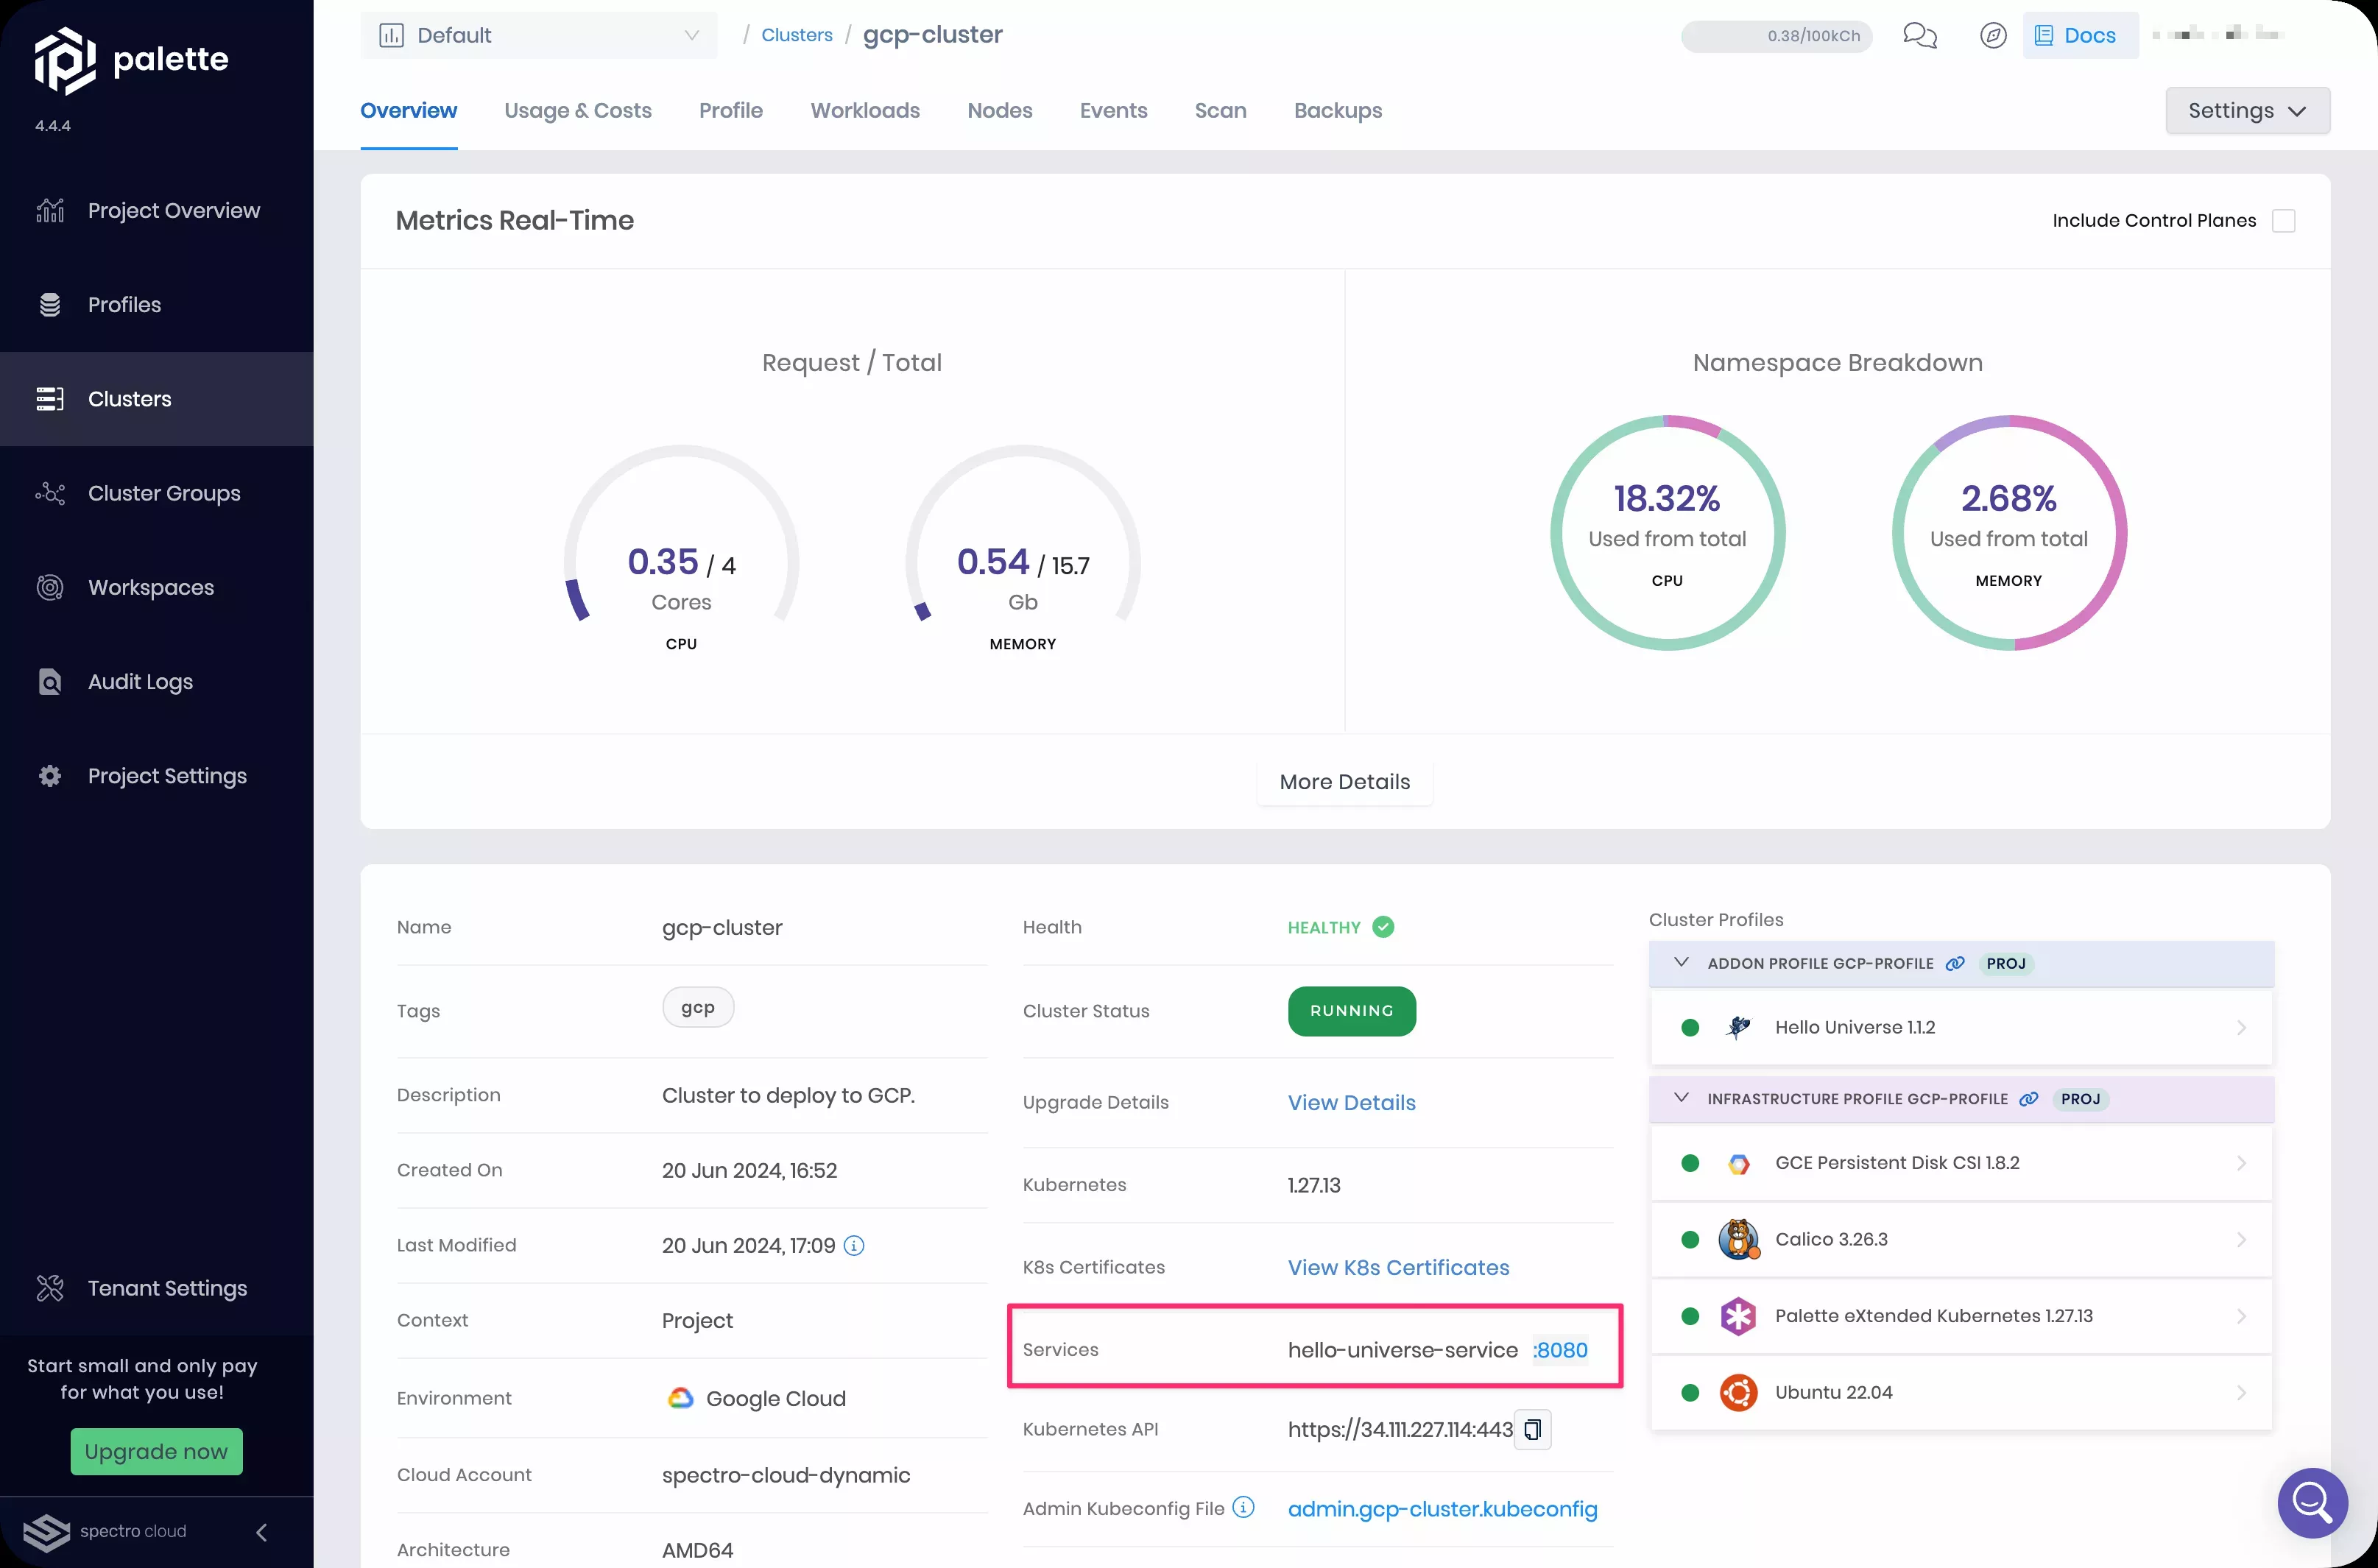 palette
4.4.4
Project Overview
Profiles
Clusters
Cluster Groups
Workspaces
Audit Logs
Project Settings
Tenant Settings
Start small and only pay
for what you use!
Upgrade now
spectro cloud
Default
/ Clusters / gcp-cluster
0.38/100kCh
Docs
Overview
Usage & Costs
Profile
Workloads
Nodes
Events
Scan
Backups
Settings
Metrics Real-Time
Include Control Planes
Request / Total
0.35 / 4
Cores
CPU
0.54 / 15.7
Gb
MEMORY
Namespace Breakdown
18.32%
Used from total
CPU
2.68%
Used from total
MEMORY
More Details
Name gcp-cluster
Tags gcp
Description Cluster to deploy to GCP.
Created On 20 Jun 2024, 16:52
Last Modified 20 Jun 2024, 17:09
Context Project
Environment Google Cloud
Cloud Account spectro-cloud-dynamic
Architecture AMD64
Health HEALTHY
Cluster Status RUNNING
Upgrade Details View Details
Kubernetes 1.27.13
K8s Certificates View K8s Certificates
Services hello-universe-service :8080
Kubernetes API https://34.111.227.114:443
Admin Kubeconfig File admin.gcp-cluster.kubeconfig
Cluster Profiles
ADDON PROFILE GCP-PROFILE PROJ
Hello Universe 1.1.2
INFRASTRUCTURE PROFILE GCP-PROFILE PROJ
GCE Persistent Disk CSI 1.8.2
Calico 3.26.3
Palette eXtended Kubernetes 1.27.13
Ubuntu 22.04